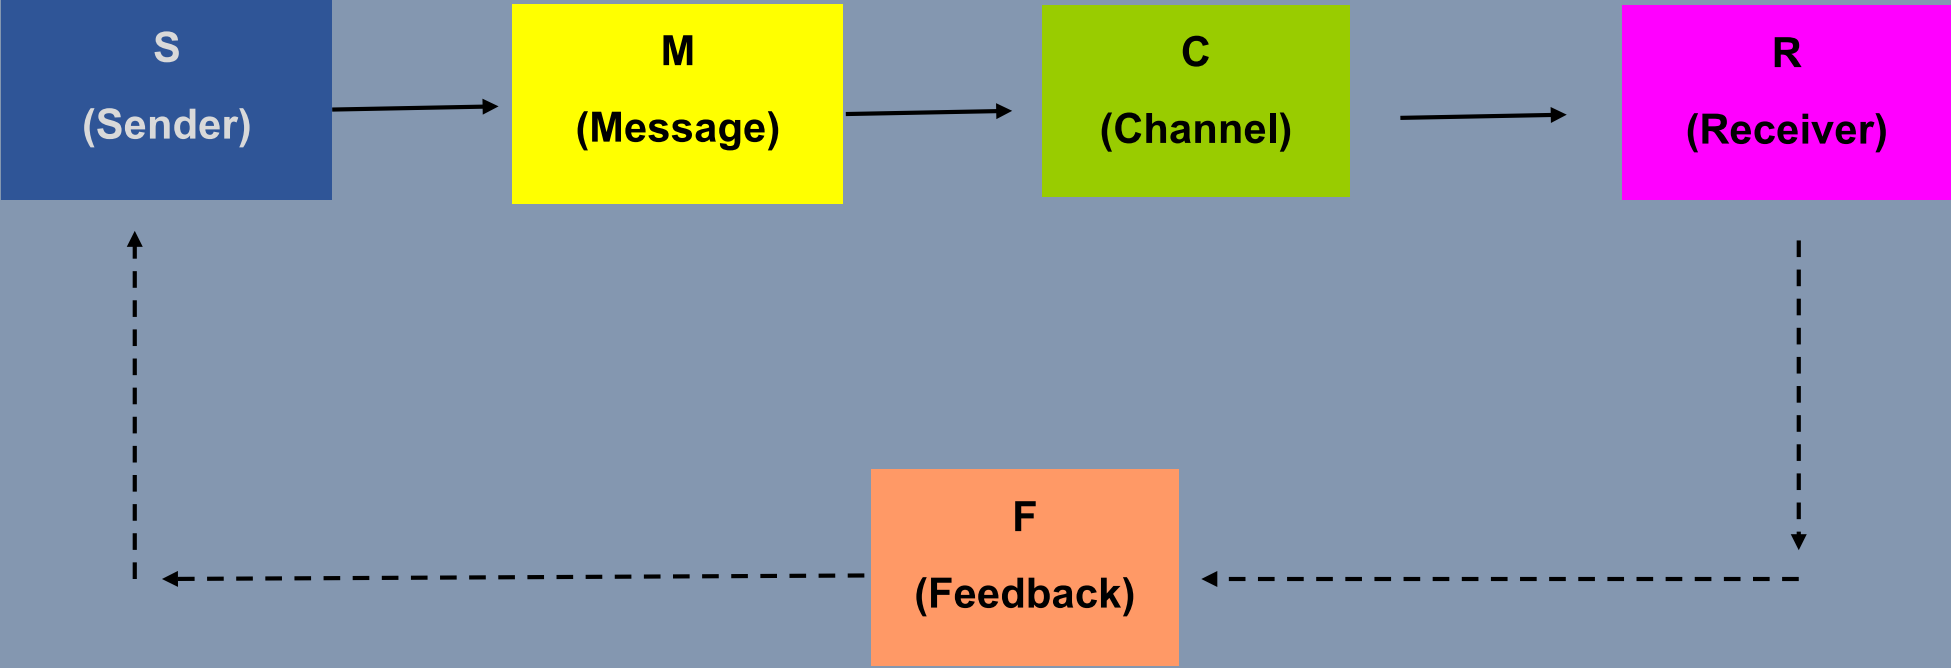 S
(Sender)
M
(Message)
C
(Channel)
R
(Receiver)
F
(Feedback)